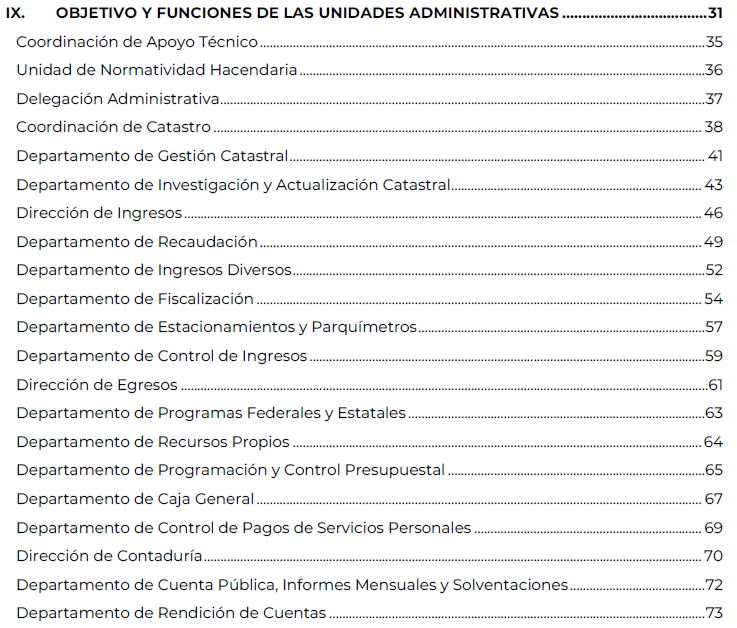 IX. OBJETIVO Y FUNCIONES DE LAS UNIDADES ADMINISTRATIVAS ....................................31
Coordinación de Apoyo Técnico ....................................35
Unidad de Normatividad Hacendaria ....................................36
Delegación Administrativa ....................................37
Coordinación de Catastro ....................................38
Departamento de Gestión Catastral ....................................41
Departamento de Investigación y Actualización Catastral ....................................43
Dirección de Ingresos ....................................46
Departamento de Recaudación ....................................49
Departamento de Ingresos Diversos ....................................52
Departamento de Fiscalización ....................................54
Departamento de Estacionamientos y Parquímetros ....................................57
Departamento de Control de Ingresos ....................................59
Dirección de Egresos ....................................61
Departamento de Programas Federales y Estatales ....................................63
Departamento de Recursos Propios ....................................64
Departamento de Programación y Control Presupuestal ....................................65
Departamento de Caja General ....................................67
Departamento de Control de Pagos de Servicios Personales ....................................69
Dirección de Contaduría ....................................70
Departamento de Cuenta Pública, Informes Mensuales y Solventaciones ....................................72
Departamento de Rendición de Cuentas ....................................73